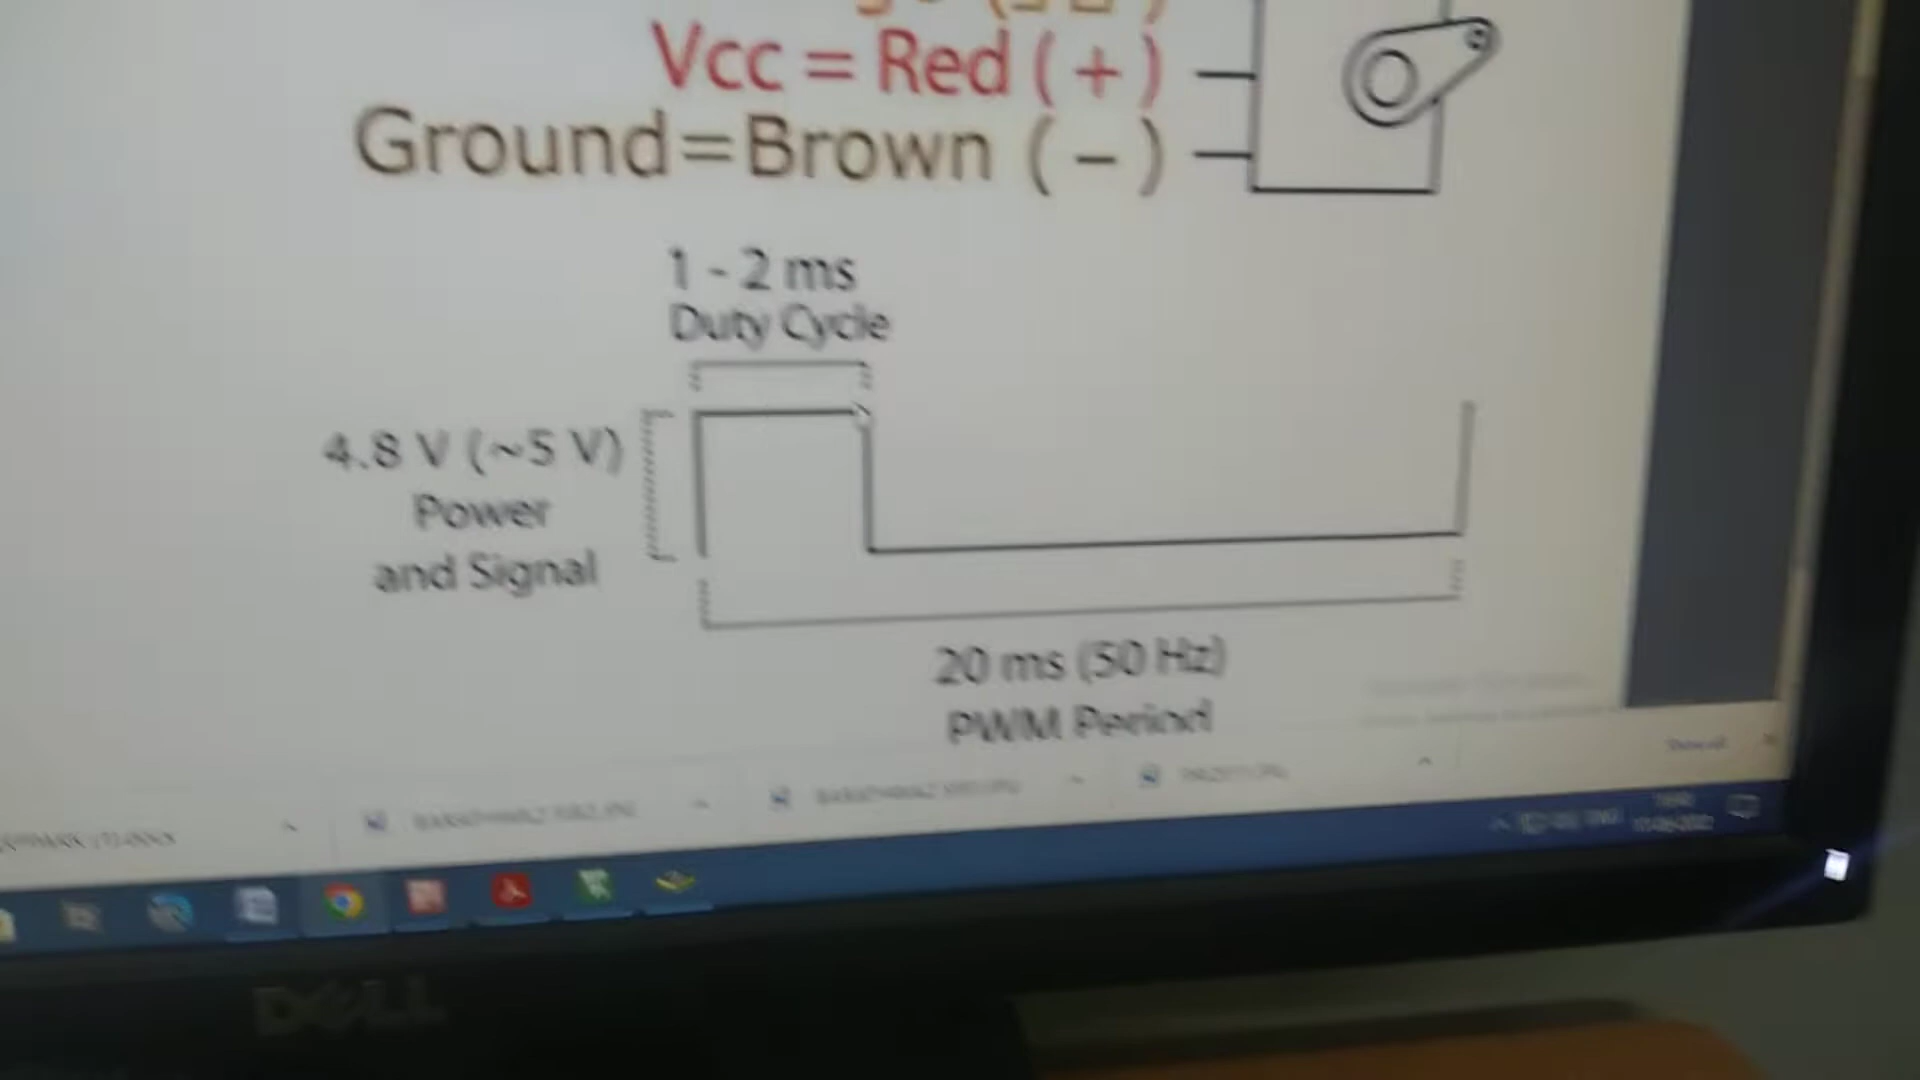 Vcc = Red ( + )
Ground=Brown ( - )
1 - 2 ms
Duty Cycle
4.8 V (~5 V)
Power
and Signal
20 ms (50 Hz)
PWM Period
DELL